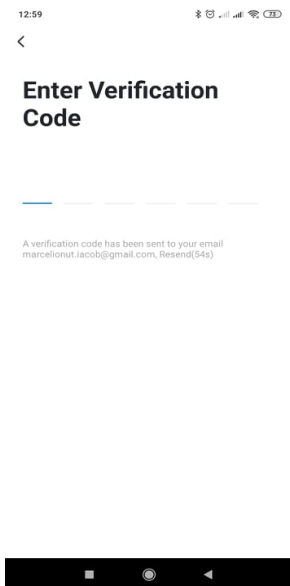 12:59
75
Enter Verification
Code
A verification code has been sent to your email
marcelionut.iacob@gmail.com, Resend(54s)